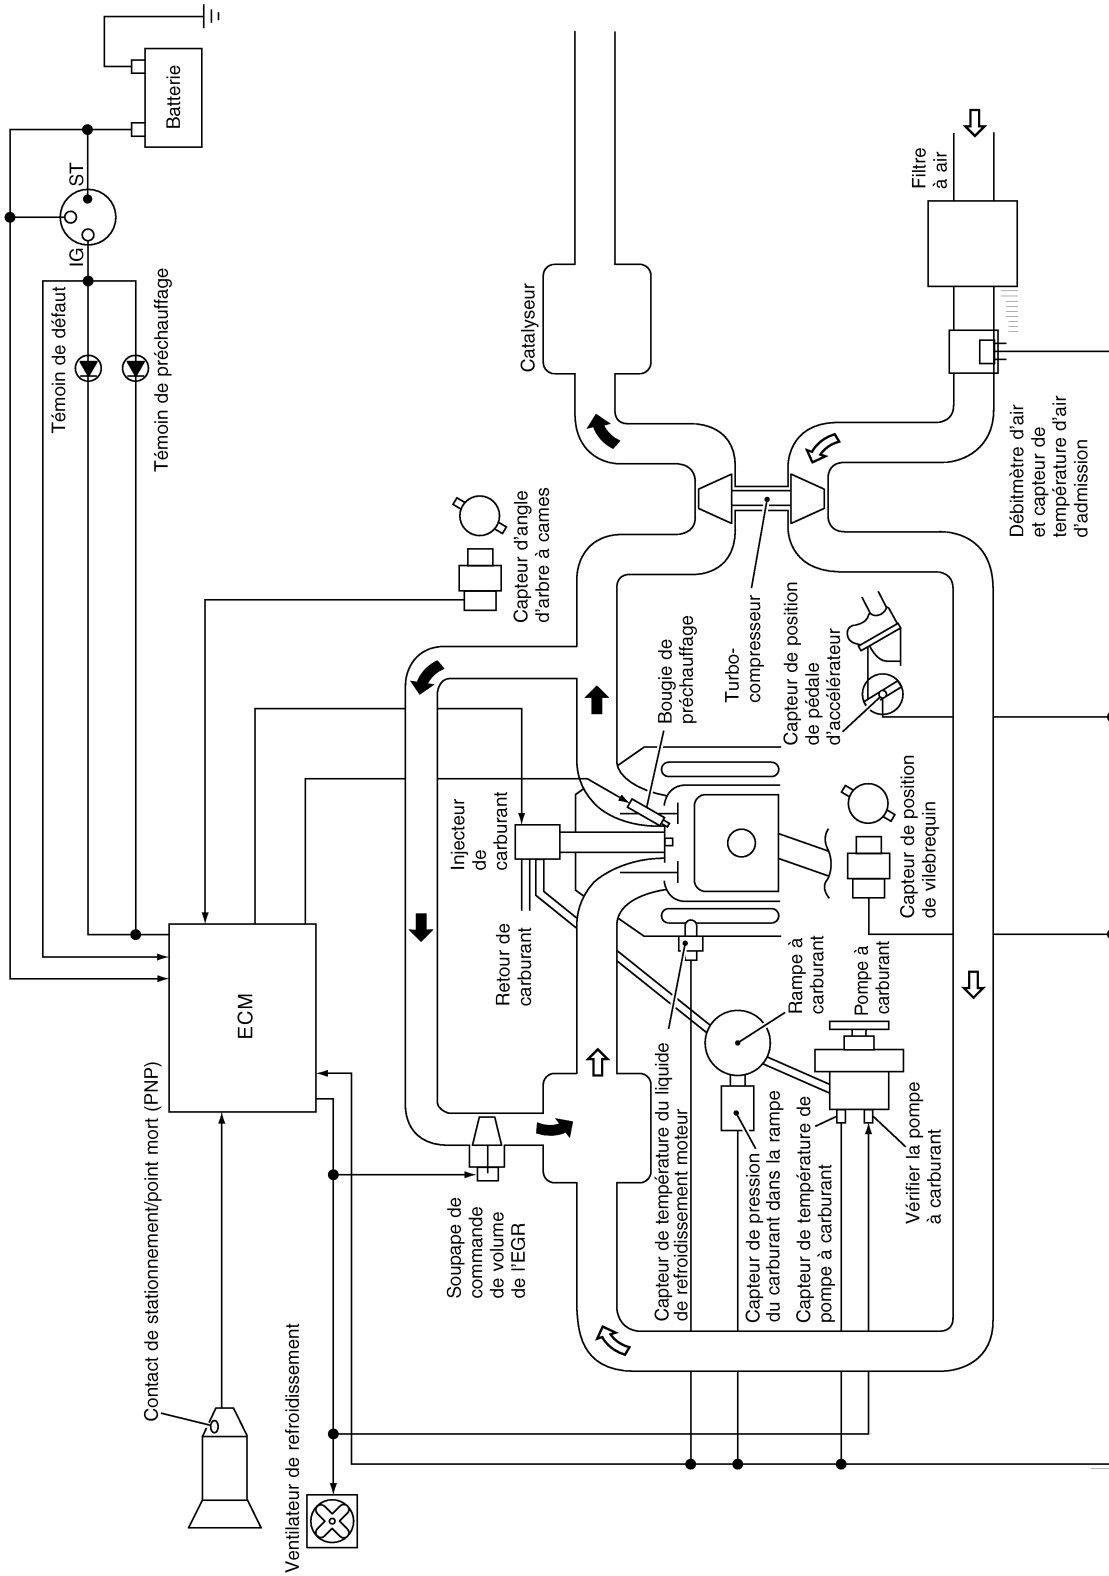 Batterie
ST
IG
Témoin de défaut
Témoin de préchauffage
Filtre
à air
Catalyseur
Débitmètre d'air
et capteur de
température d'air
d'admission
Capteur d'angle
d'arbre à cames
Turbo-
compresseur
Bougie de
préchauffage
Capteur de position
de pédale
d'accélérateur
Injecteur
de
carburant
Capteur de position
de vilebrequin
Retour de
carburant
Rampe à
carburant
Pompe à
carburant
ECM
Contact de stationnement/point mort (PNP)
Soupape de
commande
de volume
de l'EGR
Capteur de température du liquide
de refroidissement moteur
Capteur de pression
du carburant dans la rampe
Capteur de température de
pompe à carburant
Vérifier la pompe
à carburant
Ventilateur de refroidissement